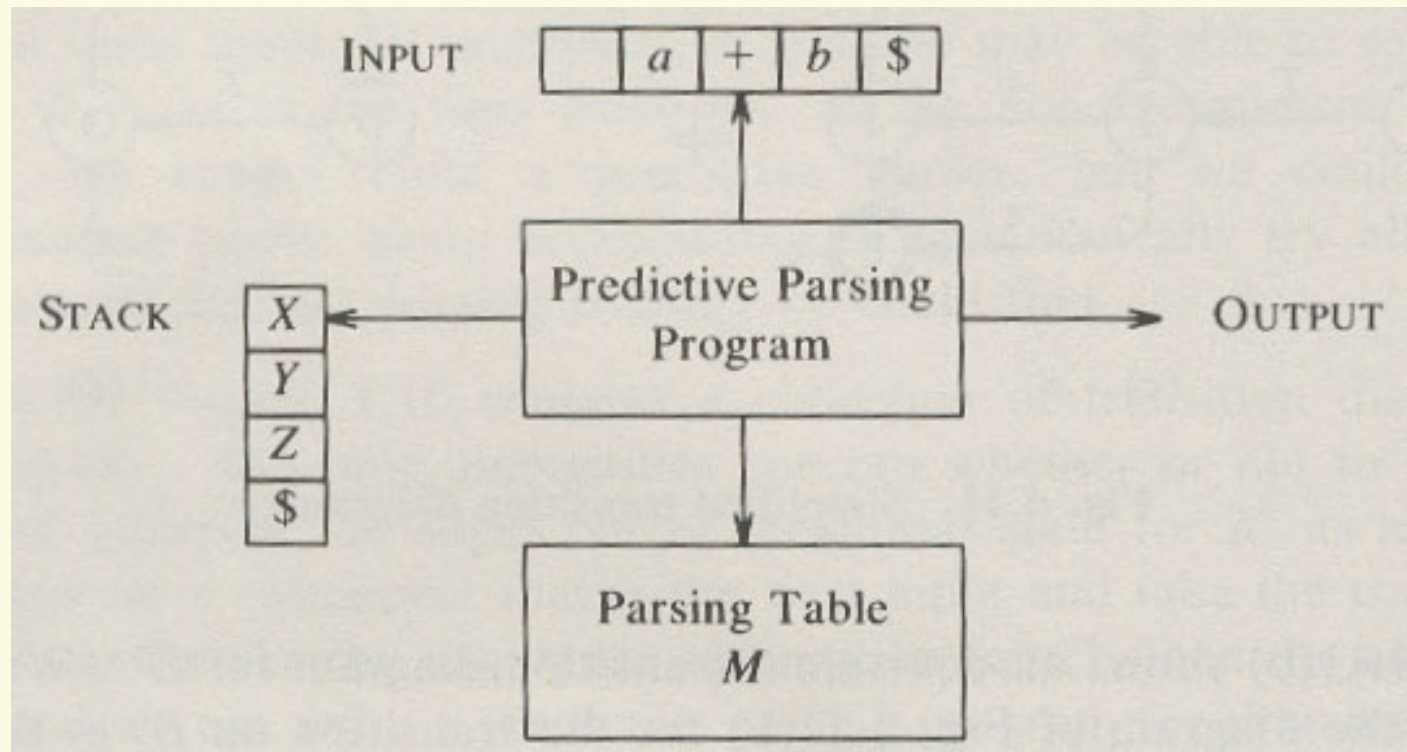 INPUT a + b $
Predictive Parsing
Program
STACK
X
Y
Z
$
OUTPUT
Parsing Table
M